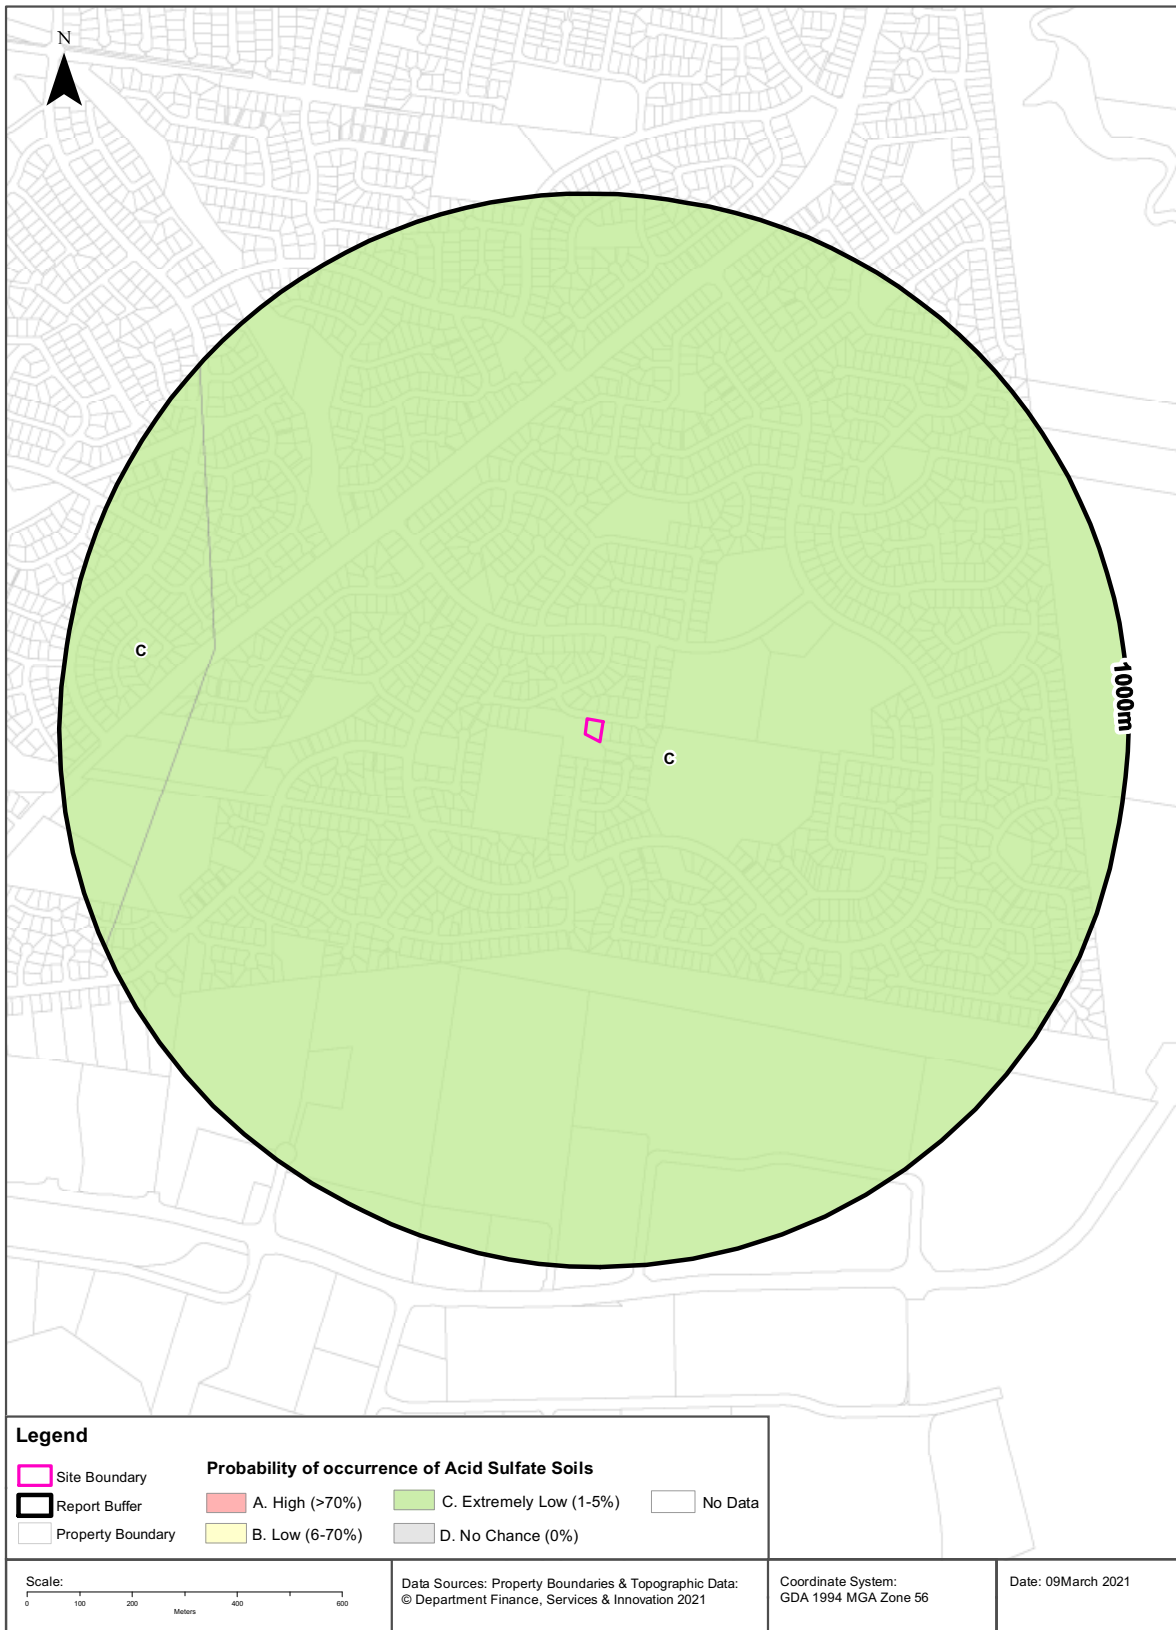 N
C
1000m
C
Legend
Site Boundary
Report Buffer
Property Boundary
Probability of occurrence of Acid Sulfate Soils
A. High (>70%)
C. Extremely Low (1-5%)
No Data
B. Low (6-70%)
D. No Chance (0%)
Scale:
0 100 200 400 600
Meters
Data Sources: Property Boundaries & Topographic Data:
© Department Finance, Services & Innovation 2021
Coordinate System:
GDA 1994 MGA Zone 56
Date: 09March 2021